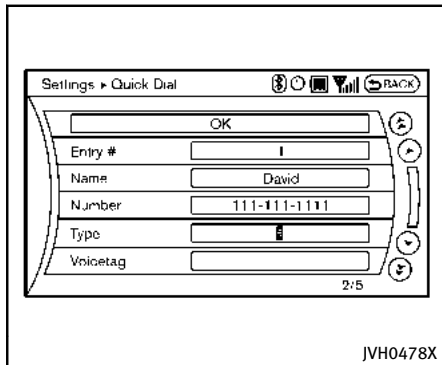 Settings ▸ Quick Dial BACK
OK
Entry # 1
Name David
Number 111-111-1111
Type
Voicetag
2/5
JVH0478X